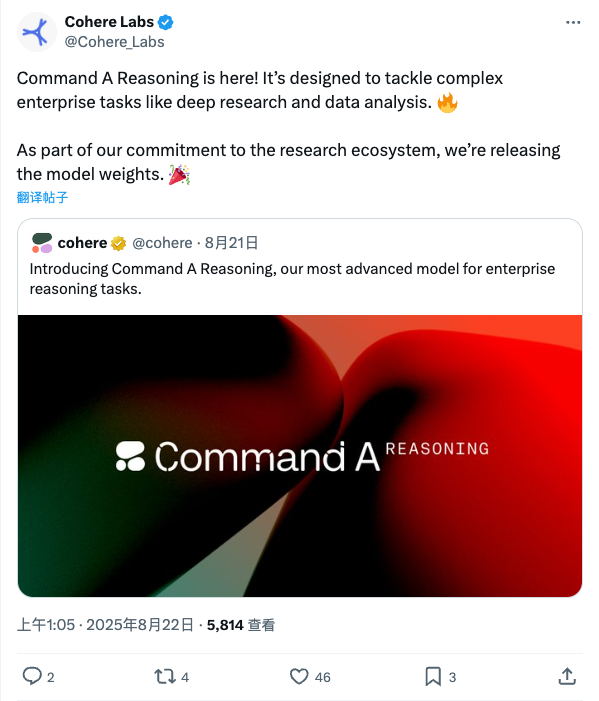 Cohere Labs
@Cohere_Labs
Command A Reasoning is here! It’s designed to tackle complex
enterprise tasks like deep research and data analysis. 🔥
As part of our commitment to the research ecosystem, we’re releasing
the model weights. 🎉
翻译帖子
cohere @cohere · 8月21日
Introducing Command A Reasoning, our most advanced model for enterprise
reasoning tasks.
Command A REASONING
上午1:05 · 2025年8月22日 · 5,814 查看
2 4 46 3